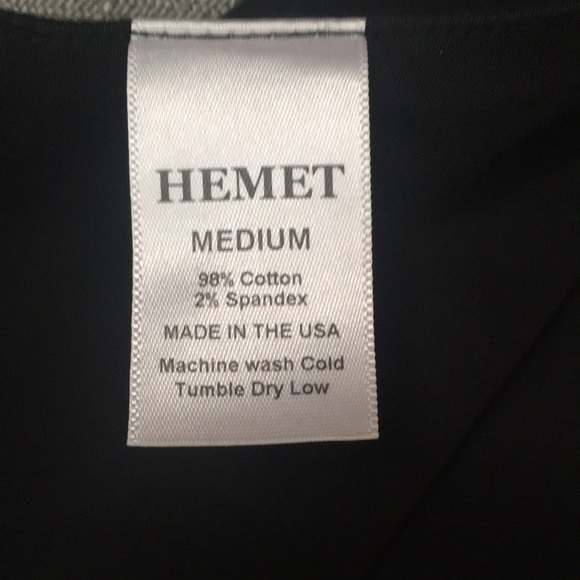 HEMET
MEDIUM
98% Cotton
2% Spandex
MADE IN THE USA
Machine wash Cold
Tumble Dry Low